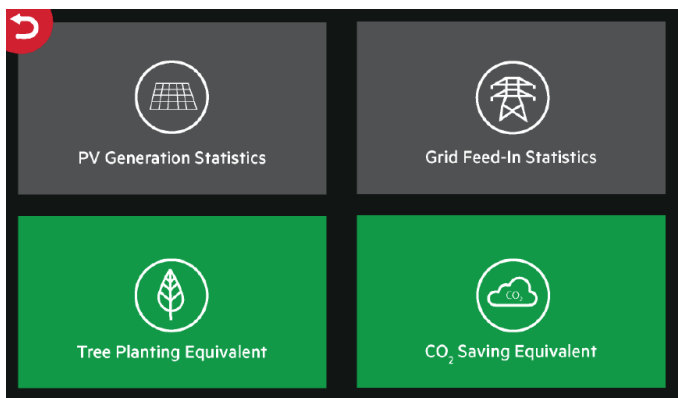 PV Generation Statistics
Grid Feed-In Statistics
Tree Planting Equivalent
CO₂
CO₂ Saving Equivalent